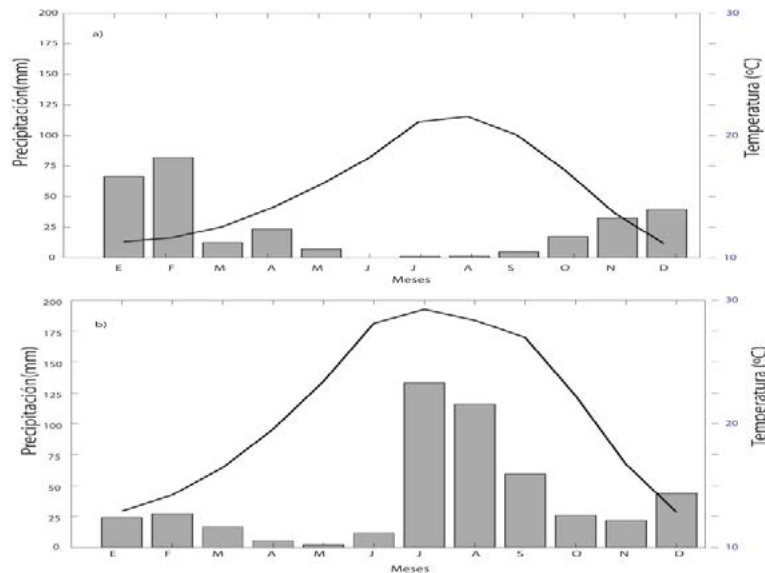 a)
Precipitación(mm)
200
175
150
125
100
75
50
25
0
Temperatura (ºC)
30
20
10
E F M A M J J A S O N D
Meses
b)
Precipitación(mm)
200
175
150
125
100
75
50
25
0
Temperatura (ºC)
30
20
10
E F M A M J J A S O N D
Meses